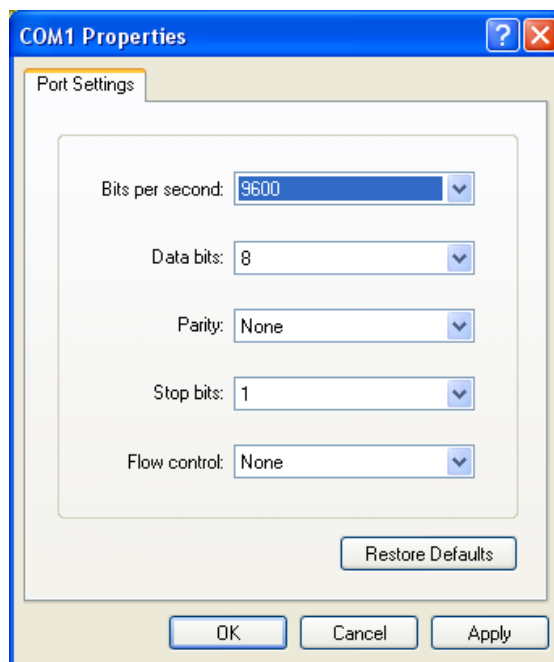 COM1 Properties
Port Settings
Bits per second: 9600
Data bits: 8
Parity: None
Stop bits: 1
Flow control: None
Restore Defaults
OK Cancel Apply